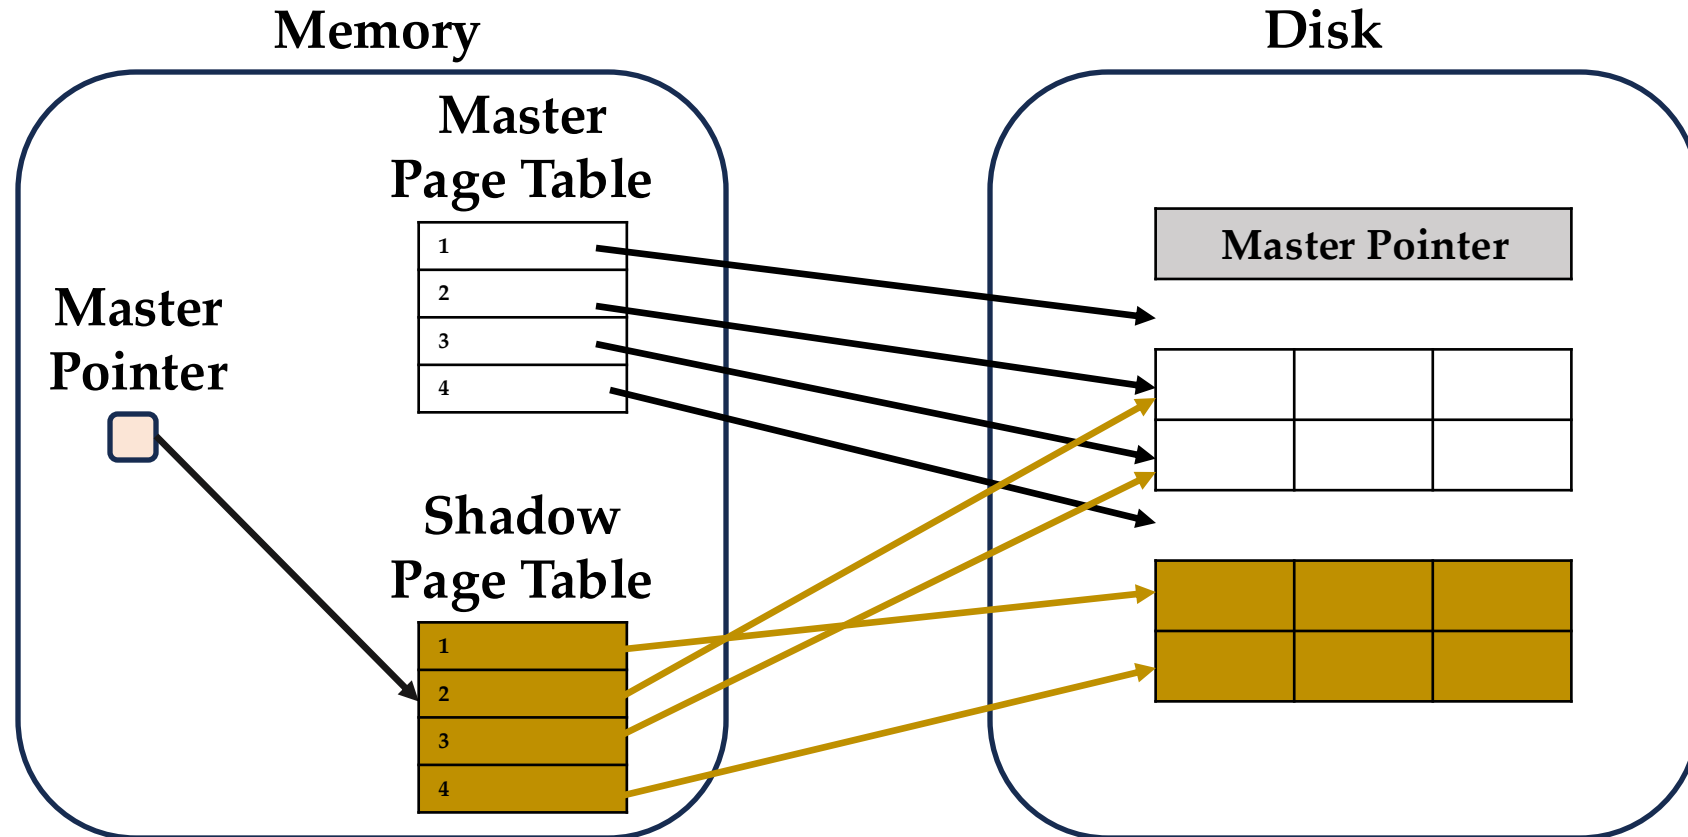 Memory
Disk
Master
Page Table
1
2
3
4
Master
Pointer
Master Pointer
Shadow
Page Table
1
2
3
4